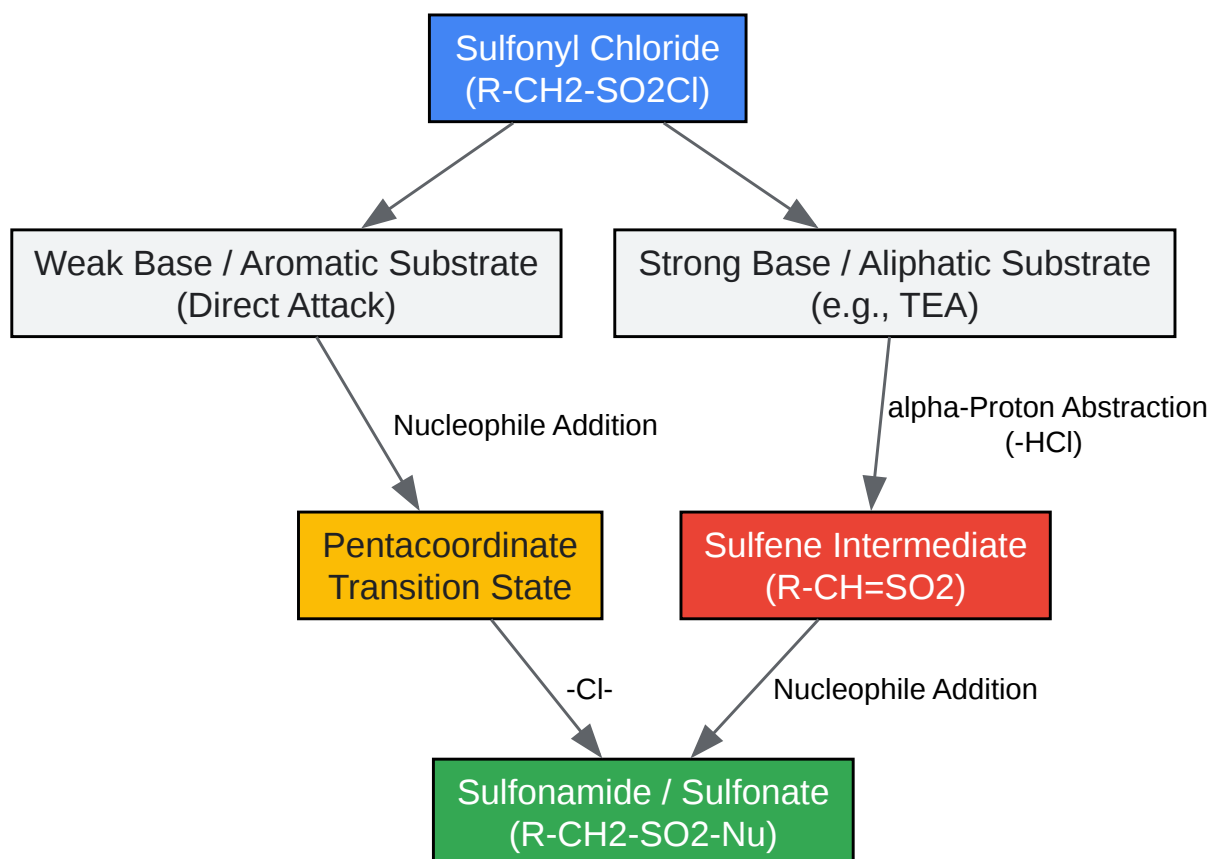 Sulfonyl Chloride
(R-CH2-SO2Cl)
Weak Base / Aromatic Substrate
(Direct Attack)
Strong Base / Aliphatic Substrate
(e.g., TEA)
Nucleophile Addition
alpha-Proton Abstraction
(-HCl)
Pentacoordinate
Transition State
Sulfene Intermediate
(R-CH=SO2)
-Cl-
Nucleophile Addition
Sulfonamide / Sulfonate
(R-CH2-SO2-Nu)